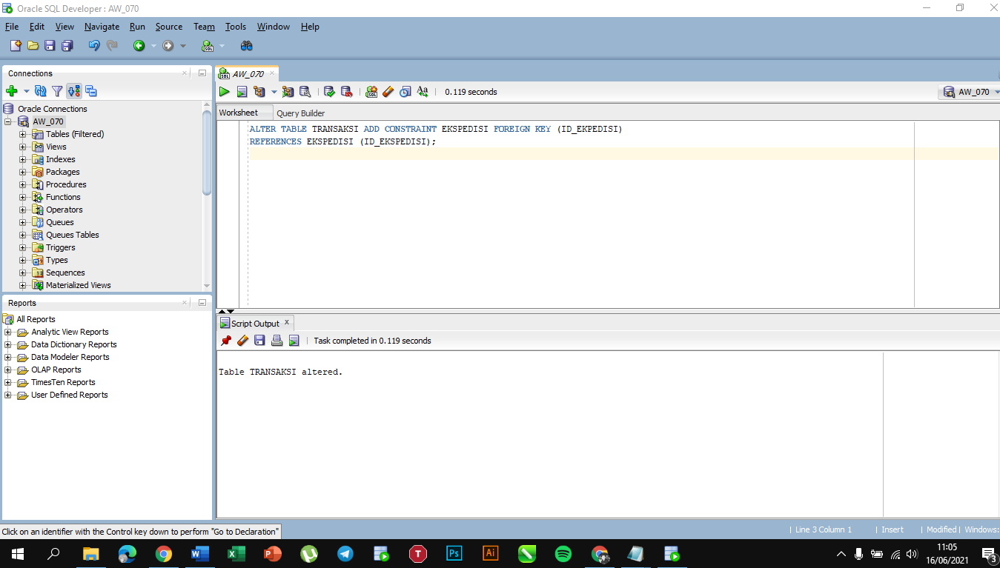 Oracle SQL Developer : AW_070
File Edit View Navigate Run Source Team Tools Window Help
Connections
Oracle Connections
AW_070
Tables (Filtered)
Views
Indexes
Packages
Procedures
Functions
Operators
Queues
Queues Tables
Triggers
Types
Sequences
Materialized Views
Reports
All Reports
Analytic View Reports
Data Dictionary Reports
Data Modeler Reports
OLAP Reports
TimesTen Reports
User Defined Reports
AW_070
0.119 seconds
AW_070
Worksheet Query Builder
ALTER TABLE TRANSAKSI ADD CONSTRAINT EKSPEDISI FOREIGN KEY (ID_EKPEDISI)
REFERENCES EKSPEDISI (ID_EKSPEDISI);
Script Output
Task completed in 0.119 seconds
Table TRANSAKSI altered.
Click on an identifier with the Control key down to perform "Go to Declaration"
| Line 3 Column 1 | Insert | Modified | Windows:
11:05
16/06/2021
3